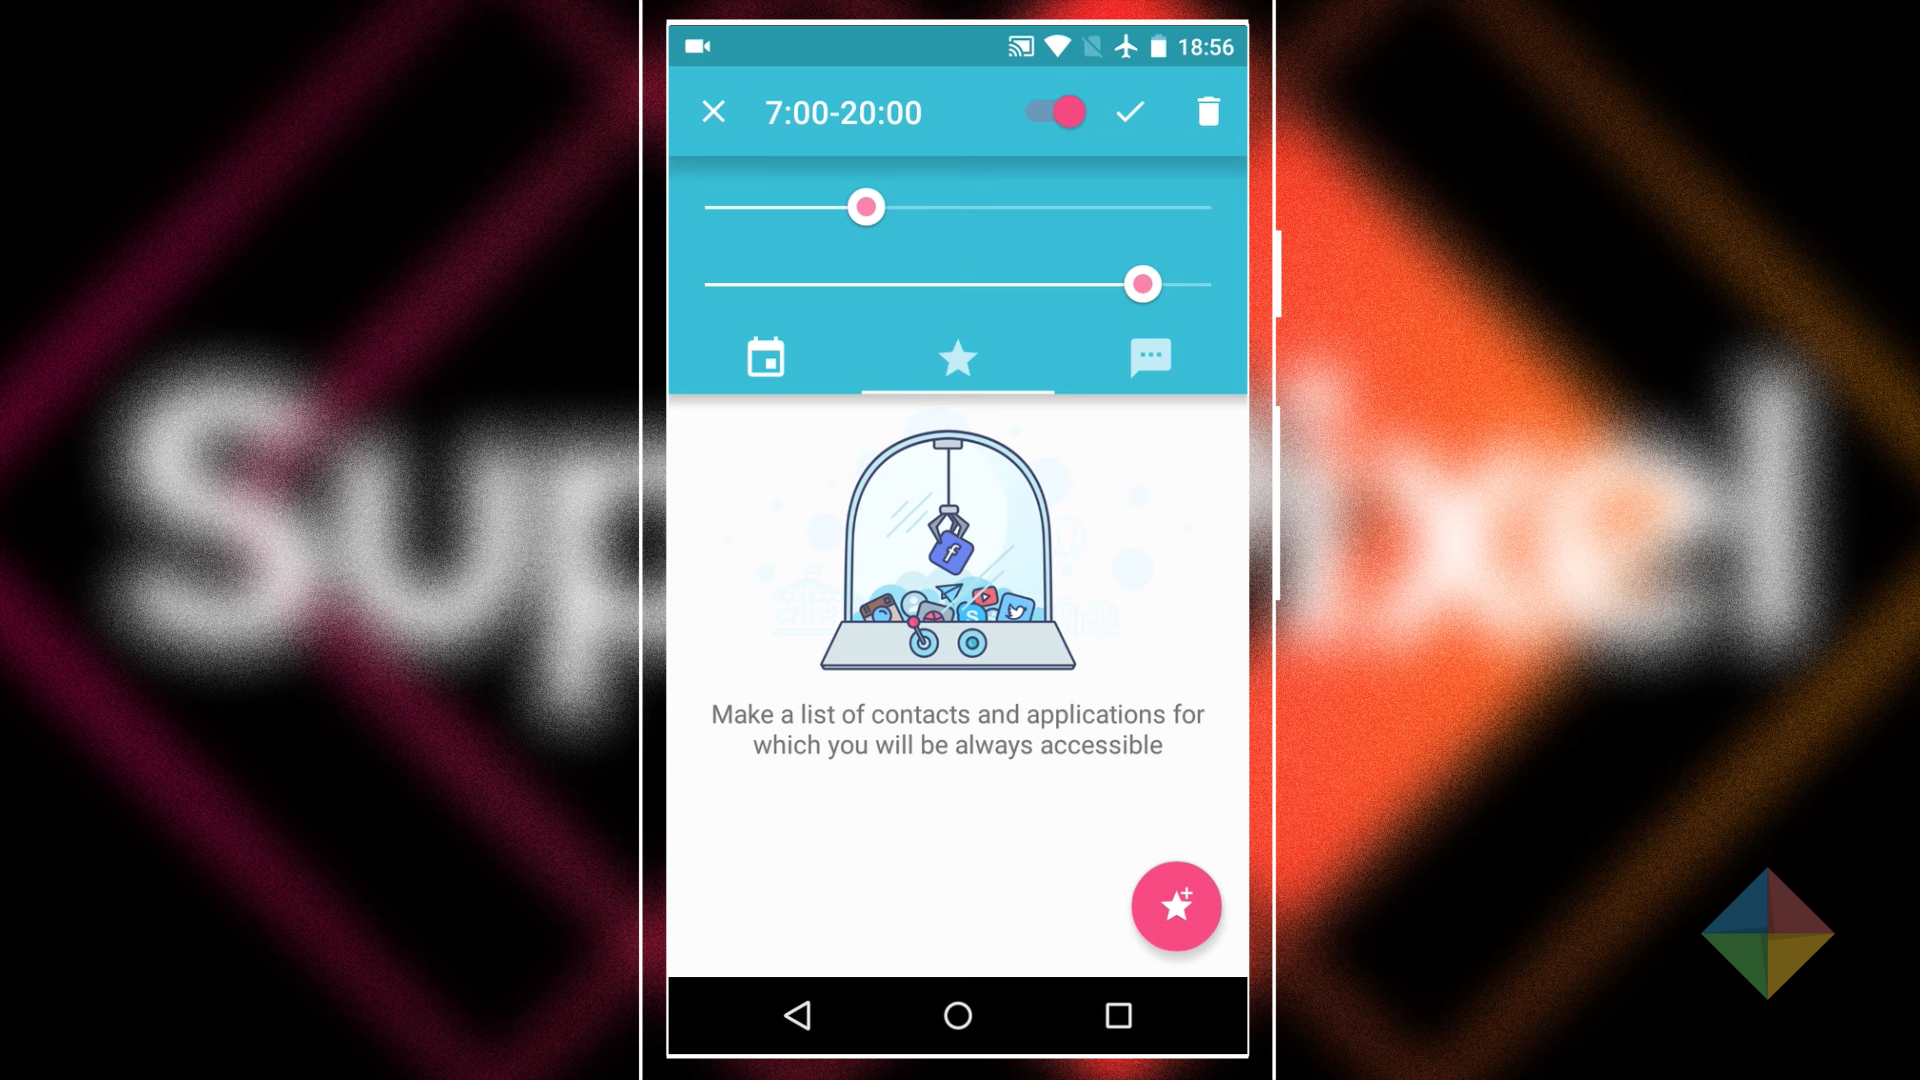 18:56
7:00-20:00
Make a list of contacts and applications for
which you will be always accessible